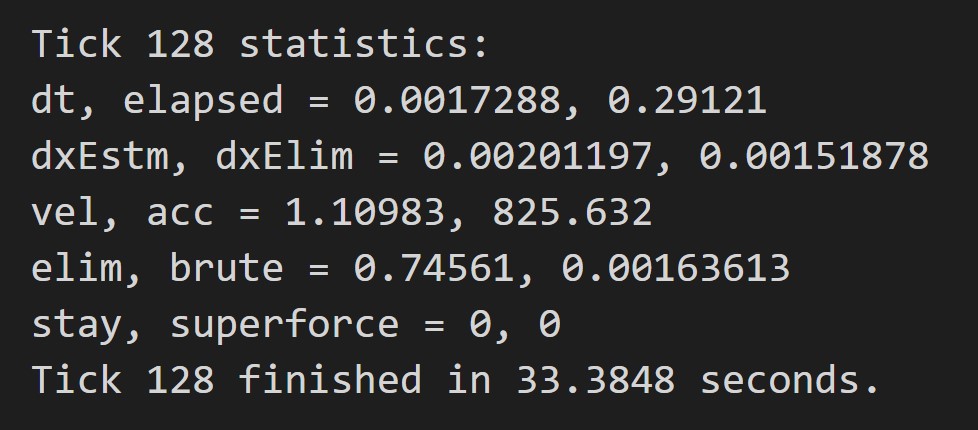 Tick 128 statistics:
dt, elapsed = 0.0017288, 0.29121
dxEstm, dxElim = 0.00201197, 0.00151878
vel, acc = 1.10983, 825.632
elim, brute = 0.74561, 0.00163613
stay, superforce = 0, 0
Tick 128 finished in 33.3848 seconds.